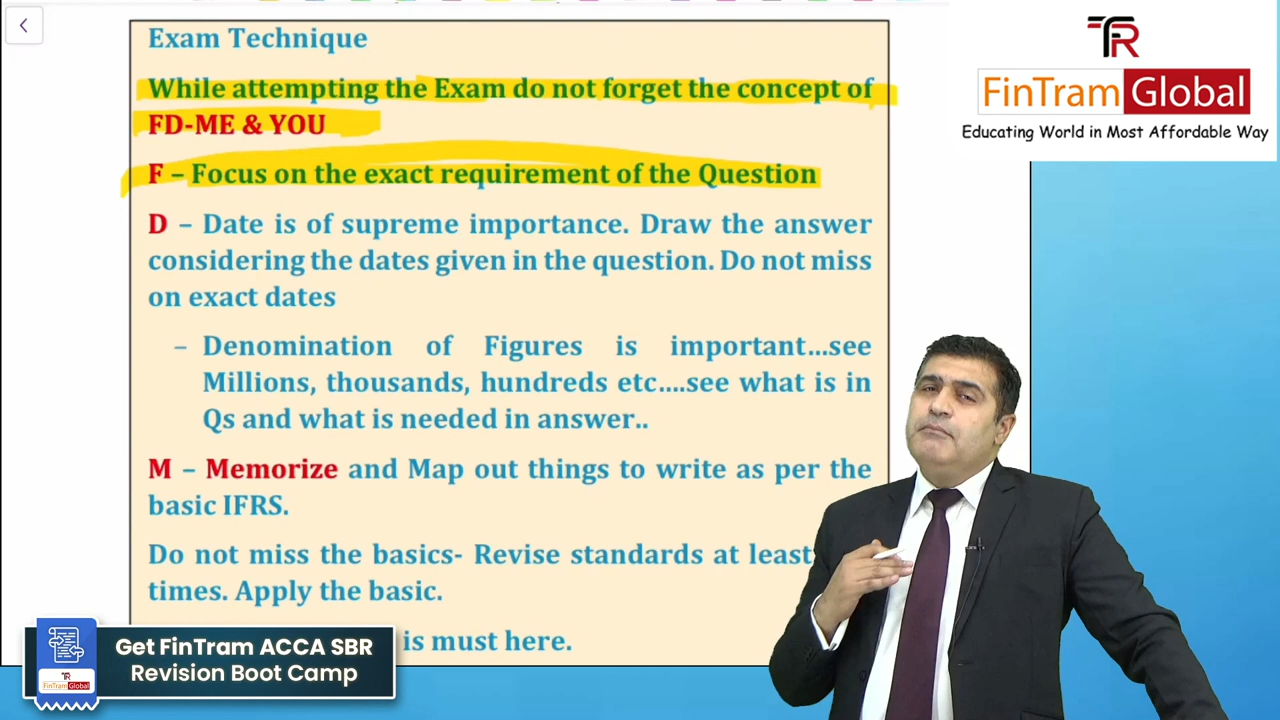 Exam Technique
While attempting the Exam do not forget the concept of
FD-ME & YOU
F – Focus on the exact requirement of the Question
D – Date is of supreme importance. Draw the answer
considering the dates given in the question. Do not miss
on exact dates
– Denomination of Figures is important...see
Millions, thousands, hundreds etc....see what is in
Qs and what is needed in answer..
M – Memorize and Map out things to write as per the
basic IFRS.
Do not miss the basics- Revise standards at least
times. Apply the basic.
is must here.
TR
FinTram Global
Educating World in Most Affordable Way
Get FinTram ACCA SBR
Revision Boot Camp
TR
FinTram Global